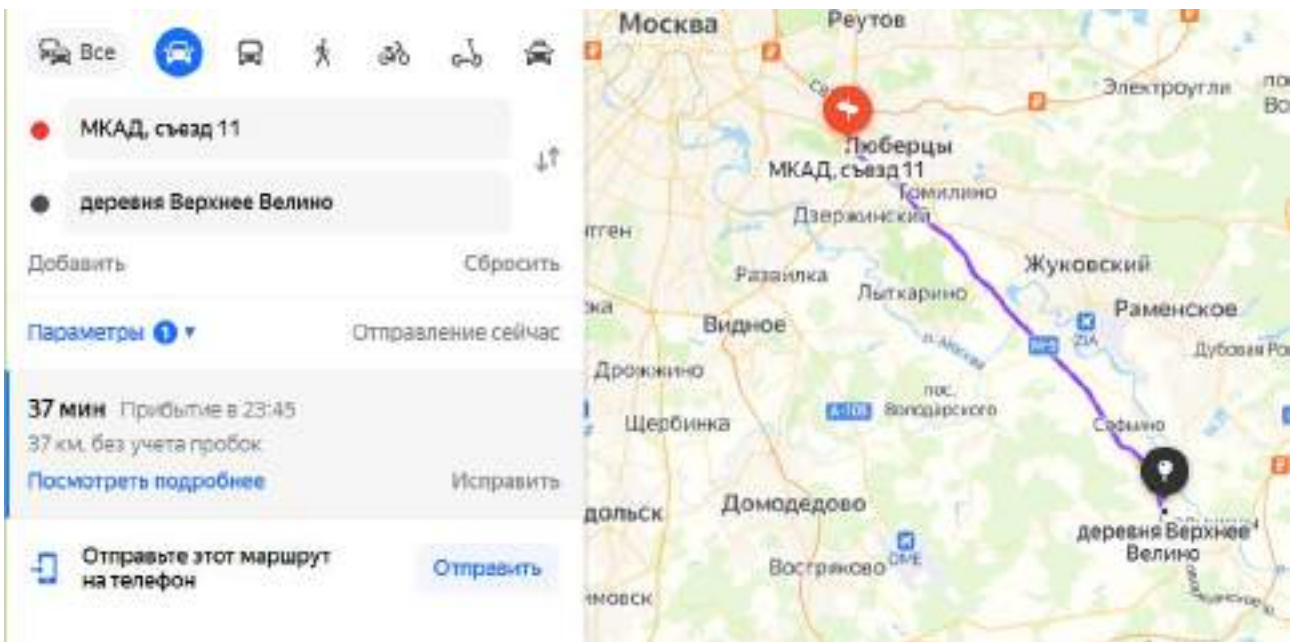 Все
МКАД, съезд 11
деревня Верхнее Велино
Добавить
Сбросить
Параметры 1
Отправление сейчас
37 мин Прибытие в 23:45
37 км, без учета пробок
Посмотреть подробнее
Исправить
Отправьте этот маршрут
на телефон
Отправить
Москва
Реутов
Электроугли
Люберцы
МКАД, съезд 11
Томилино
Дзержинский
Жуковский
Развилка
Лыткарино
Раменское
Видное
ZIA
Дрожжино
пос.
Володарского
А-105
Щербинка
Софьино
Домодедово
деревня Верхнее
Велино
DME
Востряково